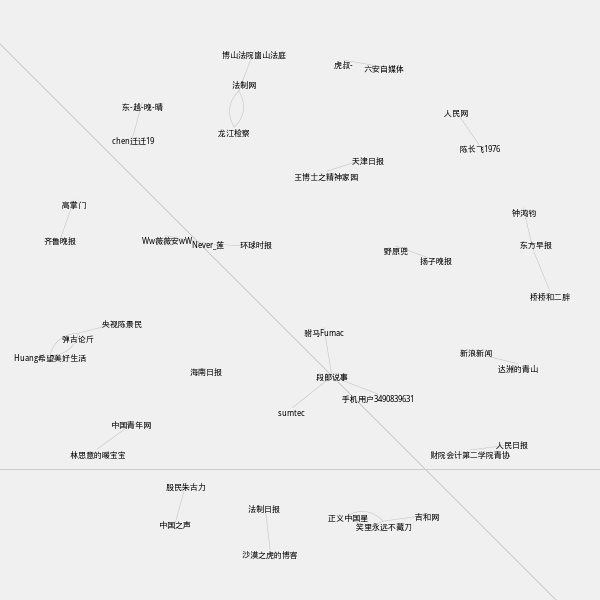 博山法院崮山法庭
虎叔-
六安自媒体
法制网
东-越-晚-晴
人民网
龙江检察
chen迁迁19
陈长飞1976
天津日报
王博士之精神家园
高掌门
钟鸿钧
齐鲁晚报
Ww薇薇安wW
Never_莲
环球时报
野原兜
东方早报
扬子晚报
桥桥和二胖
央视陈景民
驸马Fumac
弹古论斤
Huang希望美好生活
新浪新闻
达洲的青山
海南日报
段郎说事
手机用户3490839631
sumtec
中国青年网
人民日报
林思意的暖宝宝
财院会计第二学院青协
股民朱古力
法制日报
正义中国星
吉和网
中国之声
笑里永远不藏刀
沙漠之虎的博客